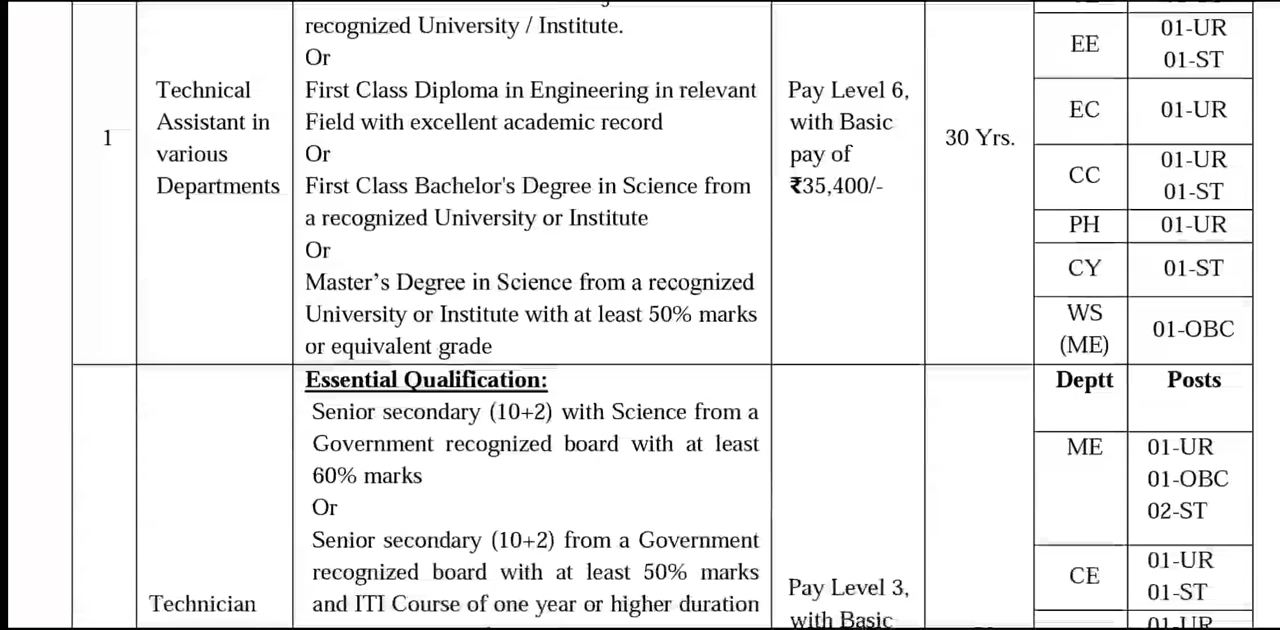 recognized University / Institute.
Or
First Class Diploma in Engineering in relevant
Field with excellent academic record
Or
First Class Bachelor's Degree in Science from
a recognized University or Institute
Or
Master’s Degree in Science from a recognized
University or Institute with at least 50% marks
or equivalent grade
1
Technical
Assistant in
various
Departments
Pay Level 6,
with Basic
pay of
₹35,400/-
30 Yrs.
EE
01-UR
01-ST
EC
01-UR
CC
01-UR
01-ST
PH
01-UR
CY
01-ST
WS
(ME)
01-OBC
Essential Qualification:
Senior secondary (10+2) with Science from a
Government recognized board with at least
60% marks
Or
Senior secondary (10+2) from a Government
recognized board with at least 50% marks
and ITI Course of one year or higher duration
Technician
Pay Level 3,
with Basic
Deptt
Posts
ME
01-UR
01-OBC
02-ST
CE
01-UR
01-ST
01-UR